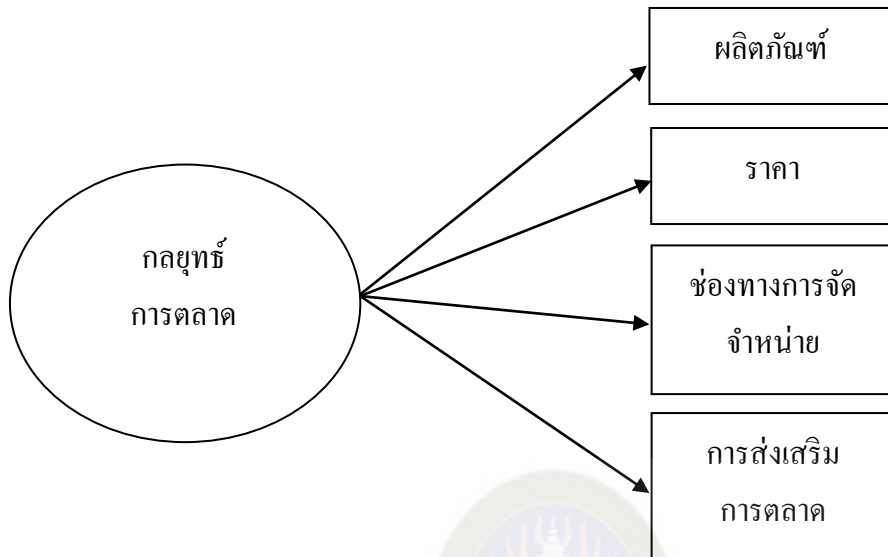 ผลิตภัณฑ์
ราคา
กลยุทธ์
การตลาด
ช่องทางการจัด
จำหน่าย
การส่งเสริม
การตลาด